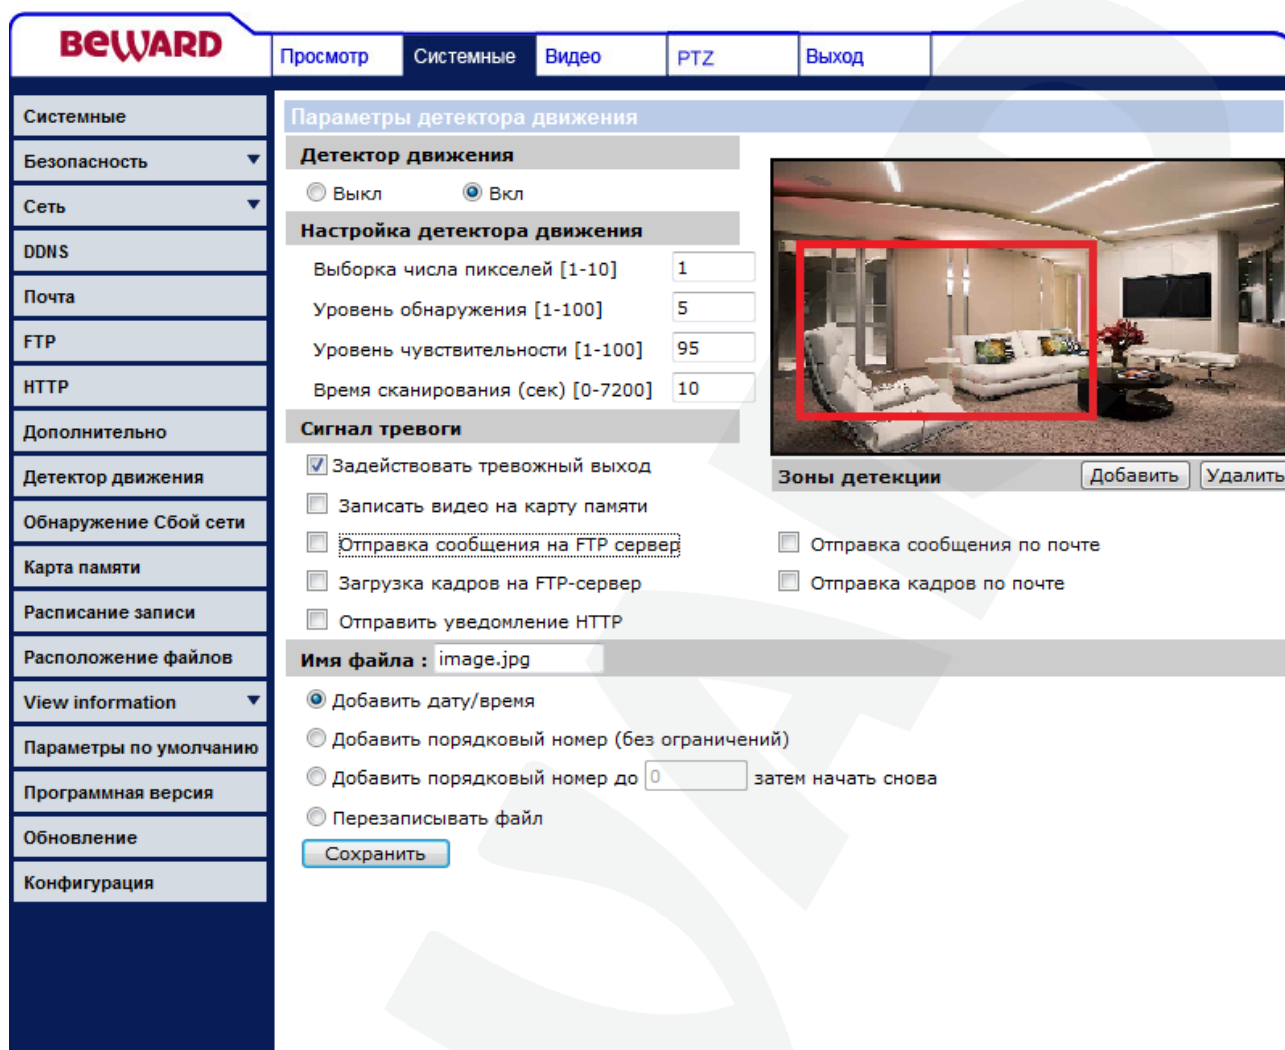 BEWARD
Просмотр Системные Видео PTZ Выход
Системные
Безопасность
Сеть
DDNS
Почта
FTP
HTTP
Дополнительно
Детектор движения
Обнаружение Сбой сети
Карта памяти
Расписание записи
Расположение файлов
View information
Параметры по умолчанию
Программная версия
Обновление
Конфигурация
Параметры детектора движения
Детектор движения
Выкл Вкл
Настройка детектора движения
Выборка числа пикселей [1-10] 1
Уровень обнаружения [1-100] 5
Уровень чувствительности [1-100] 95
Время сканирования (сек) [0-7200] 10
Сигнал тревоги
Зоны детекции Добавить Удалить
Задействовать тревожный выход
Записать видео на карту памяти
Отправка сообщения на FTP сервер Отправка сообщения по почте
Загрузка кадров на FTP-сервер Отправка кадров по почте
Отправить уведомление HTTP
Имя файла : image.jpg
Добавить дату/время
Добавить порядковый номер (без ограничений)
Добавить порядковый номер до 0 затем начать снова
Перезаписывать файл
Сохранить